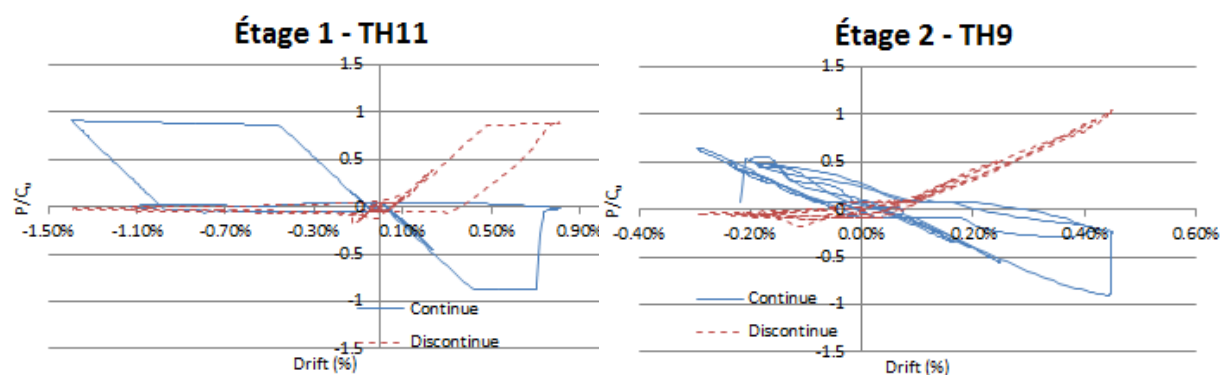 Étage 1 - TH11
1.5
1
0.5
0
-0.5
-1
-1.5
-1.50%
-1.10%
-0.70%
-0.30%
0.10%
0.50%
0.90%
P/Cu
Drift (%)
Continue
Discontinue
Étage 2 - TH9
1.5
1
0.5
0
-0.5
-1
-1.5
-0.40%
-0.20%
0.00%
0.20%
0.40%
0.60%
P/Cu
Drift (%)
Continue
Discontinue